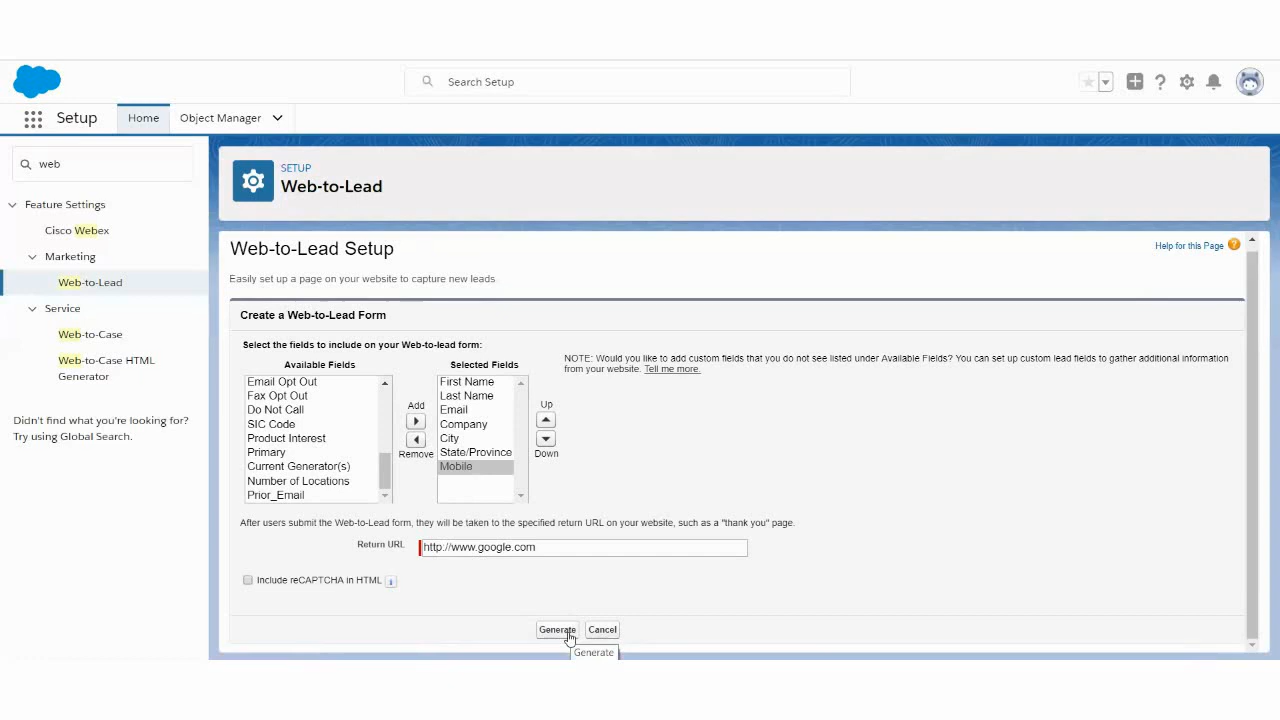 Search Setup
Setup
Home
Object Manager
web
Feature Settings
Cisco Webex
Marketing
Web-to-Lead
Service
Web-to-Case
Web-to-Case HTML
Generator
Didn't find what you're looking for?
Try using Global Search.
SETUP
Web-to-Lead
Web-to-Lead Setup
Help for this Page ?
Easily set up a page on your website to capture new leads.
Create a Web-to-Lead Form
Select the fields to include on your Web-to-lead form:
Available Fields
Email Opt Out
Fax Opt Out
Do Not Call
SIC Code
Product Interest
Primary
Current Generator(s)
Number of Locations
Prior_Email
Add
Remove
Selected Fields
First Name
Last Name
Email
Company
City
State/Province
Mobile
Up
Down
NOTE: Would you like to add custom fields that you do not see listed under Available Fields? You can set up custom lead fields to gather additional information
from your website. Tell me more.
After users submit the Web-to-Lead form, they will be taken to the specified return URL on your website, such as a "thank you" page.
Return URL
http://www.google.com
Include reCAPTCHA in HTML i
Generate
Cancel
Generate